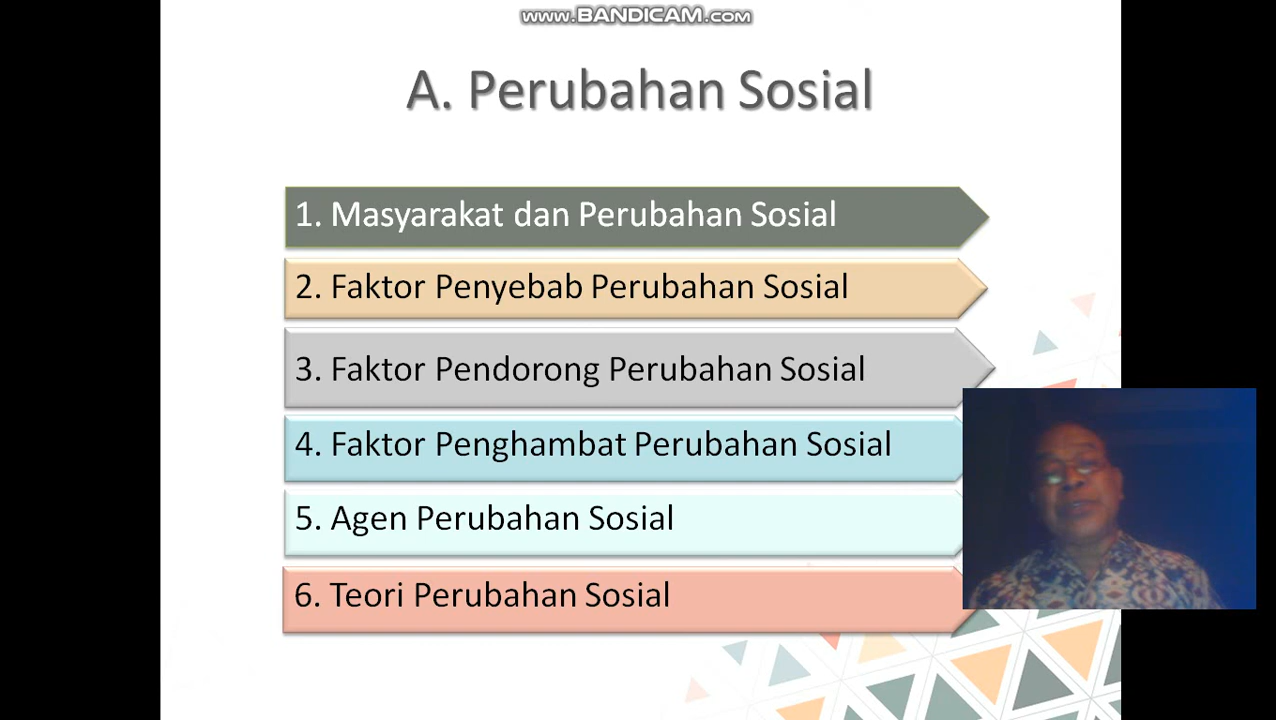 www.BANDICAM.com
A. Perubahan Sosial
1. Masyarakat dan Perubahan Sosial
2. Faktor Penyebab Perubahan Sosial
3. Faktor Pendorong Perubahan Sosial
4. Faktor Penghambat Perubahan Sosial
5. Agen Perubahan Sosial
6. Teori Perubahan Sosial